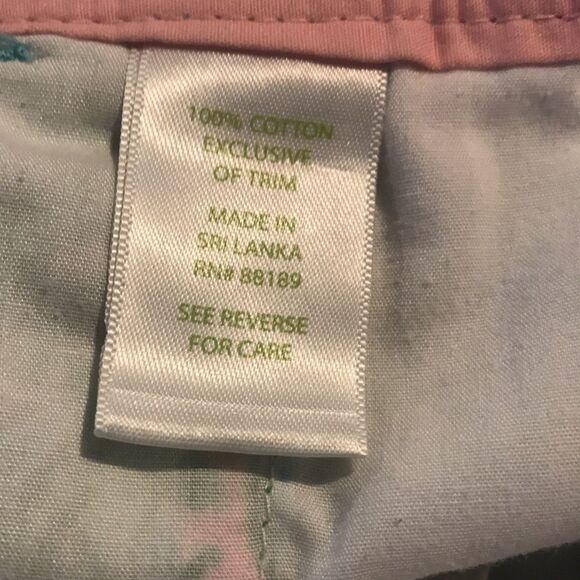 100% COTTON
EXCLUSIVE
OF TRIM
MADE IN
SRI LANKA
RN# 88189
SEE REVERSE
FOR CARE